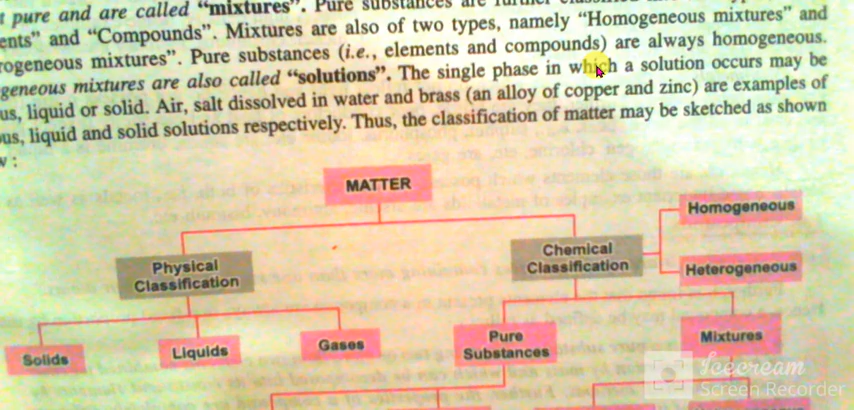 t pure and are called "mixtures". Pure substances are further
ents" and "Compounds". Mixtures are also of two types, namely "Homogeneous mixtures" and
rogeneous mixtures". Pure substances (i.e., elements and compounds) are always homogeneous.
geneous mixtures are also called "solutions". The single phase in which a solution occurs may be
us, liquid or solid. Air, salt dissolved in water and brass (an alloy of copper and zinc) are examples of
ous, liquid and solid solutions respectively. Thus, the classification of matter may be sketched as shown
w :
MATTER
Homogeneous
Physical
Classification
Chemical
Classification
Heterogeneous
Solids
Liquids
Gases
Pure
Substances
Mixtures
Icecream
Screen Recorder